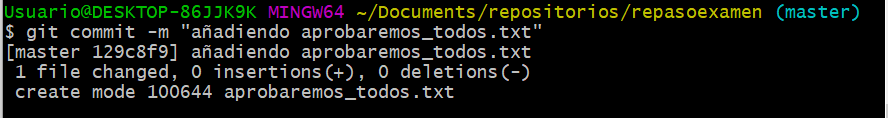 Usuario@DESKTOP-86JJK9K MINGW64 ~/Documents/repositorios/repasoexamen (master)
$ git commit -m "añadiendo aprobaremos_todos.txt"
[master 129c8f9] añadiendo aprobaremos_todos.txt
 1 file changed, 0 insertions(+), 0 deletions(-)
 create mode 100644 aprobaremos_todos.txt